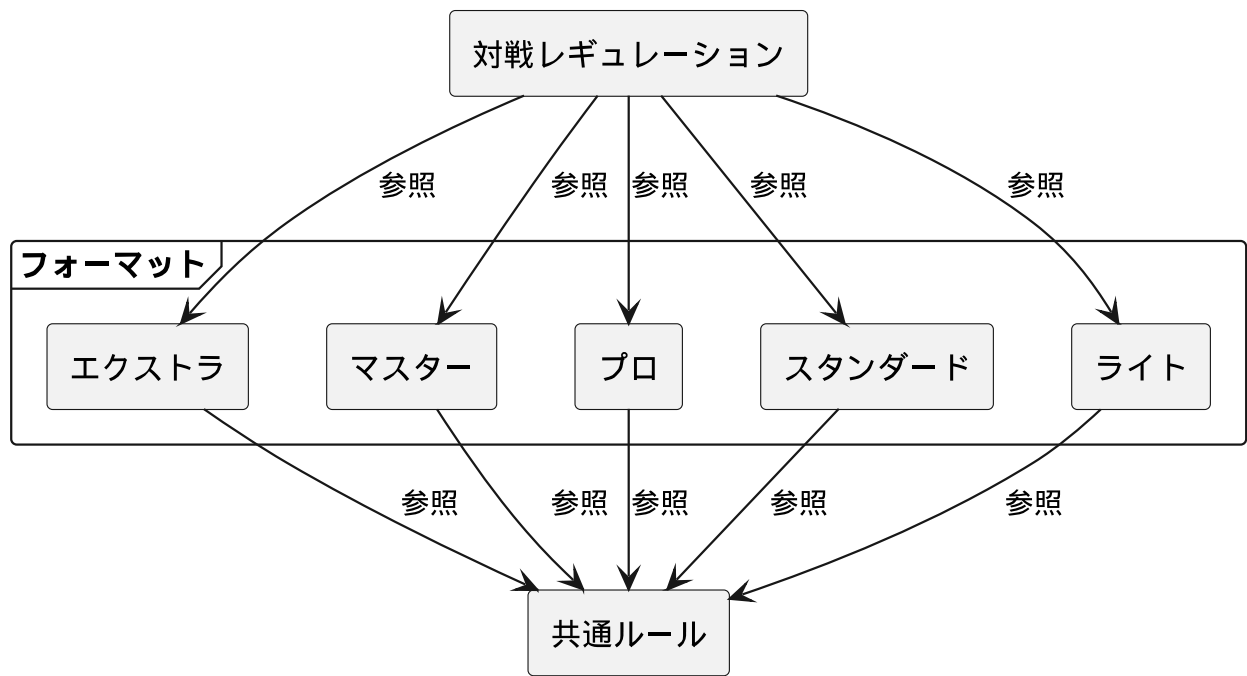 対戦レギュレーション
参照
参照
参照
参照
参照
フォーマット
エクストラ
マスター
プロ
スタンダード
ライト
参照
参照
参照
参照
参照
共通ルール